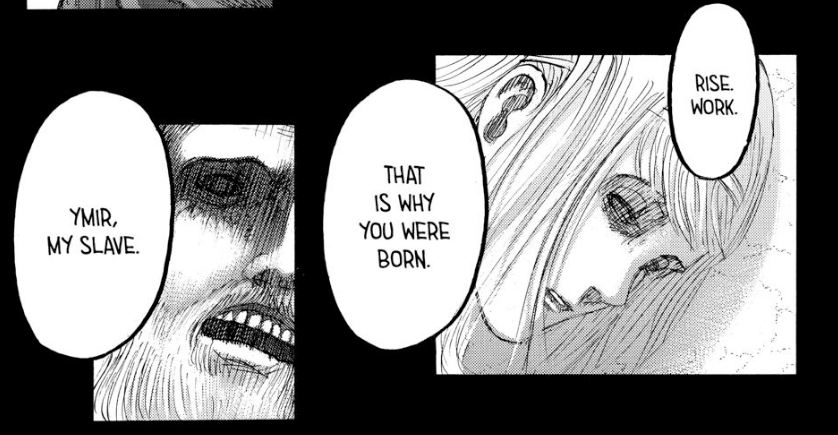 RISE.
WORK.
THAT
IS WHY
YOU WERE
BORN.
YMIR,
MY SLAVE.